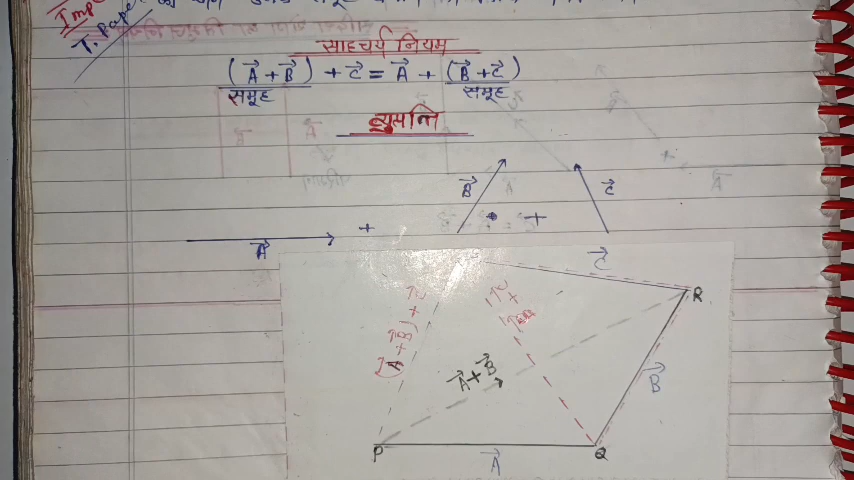 Imp
T. Paper
साहचर्य नियम
(A⃗ + B⃗) + C⃗ = A⃗ + (B⃗ + C⃗)
समूह समूह
व्युत्पत्ति
A⃗ + B⃗ + C⃗
C⃗
R
(A⃗ + B⃗) + C⃗
B⃗ + C⃗
A⃗ + B⃗
B⃗
P A⃗ Q